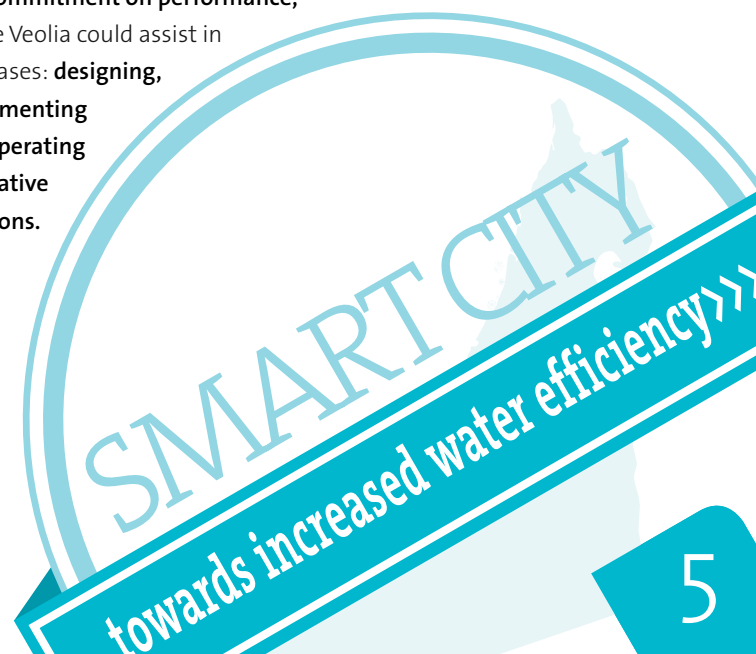 commitment on performance,
e Veolia could assist in
ases: designing,
menting
perating
ative
ons.
SMART CITY
towards increased water efficiency>>>
5